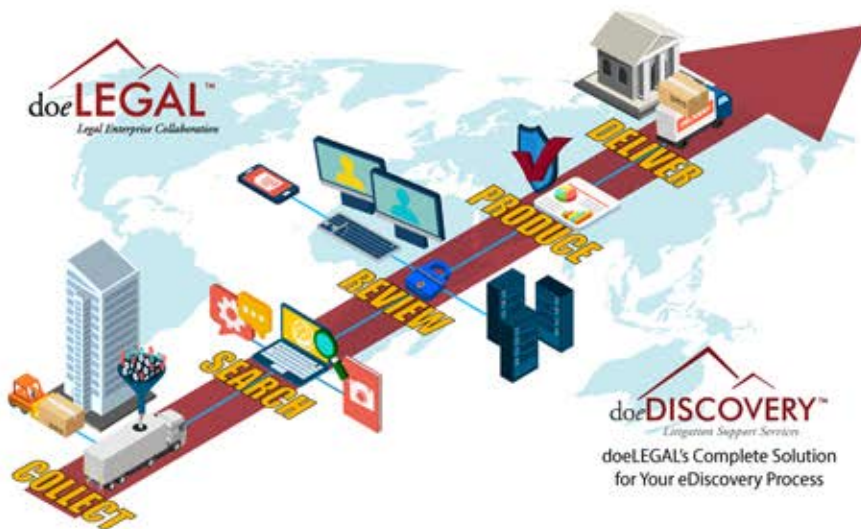 doeLEGAL™
Legal Enterprise Collaboration
DELIVER
PRODUCE
REVIEW
SEARCH
COLLECT
doeDISCOVERY™
Litigation Support Services
doeLEGAL's Complete Solution
for Your eDiscovery Process